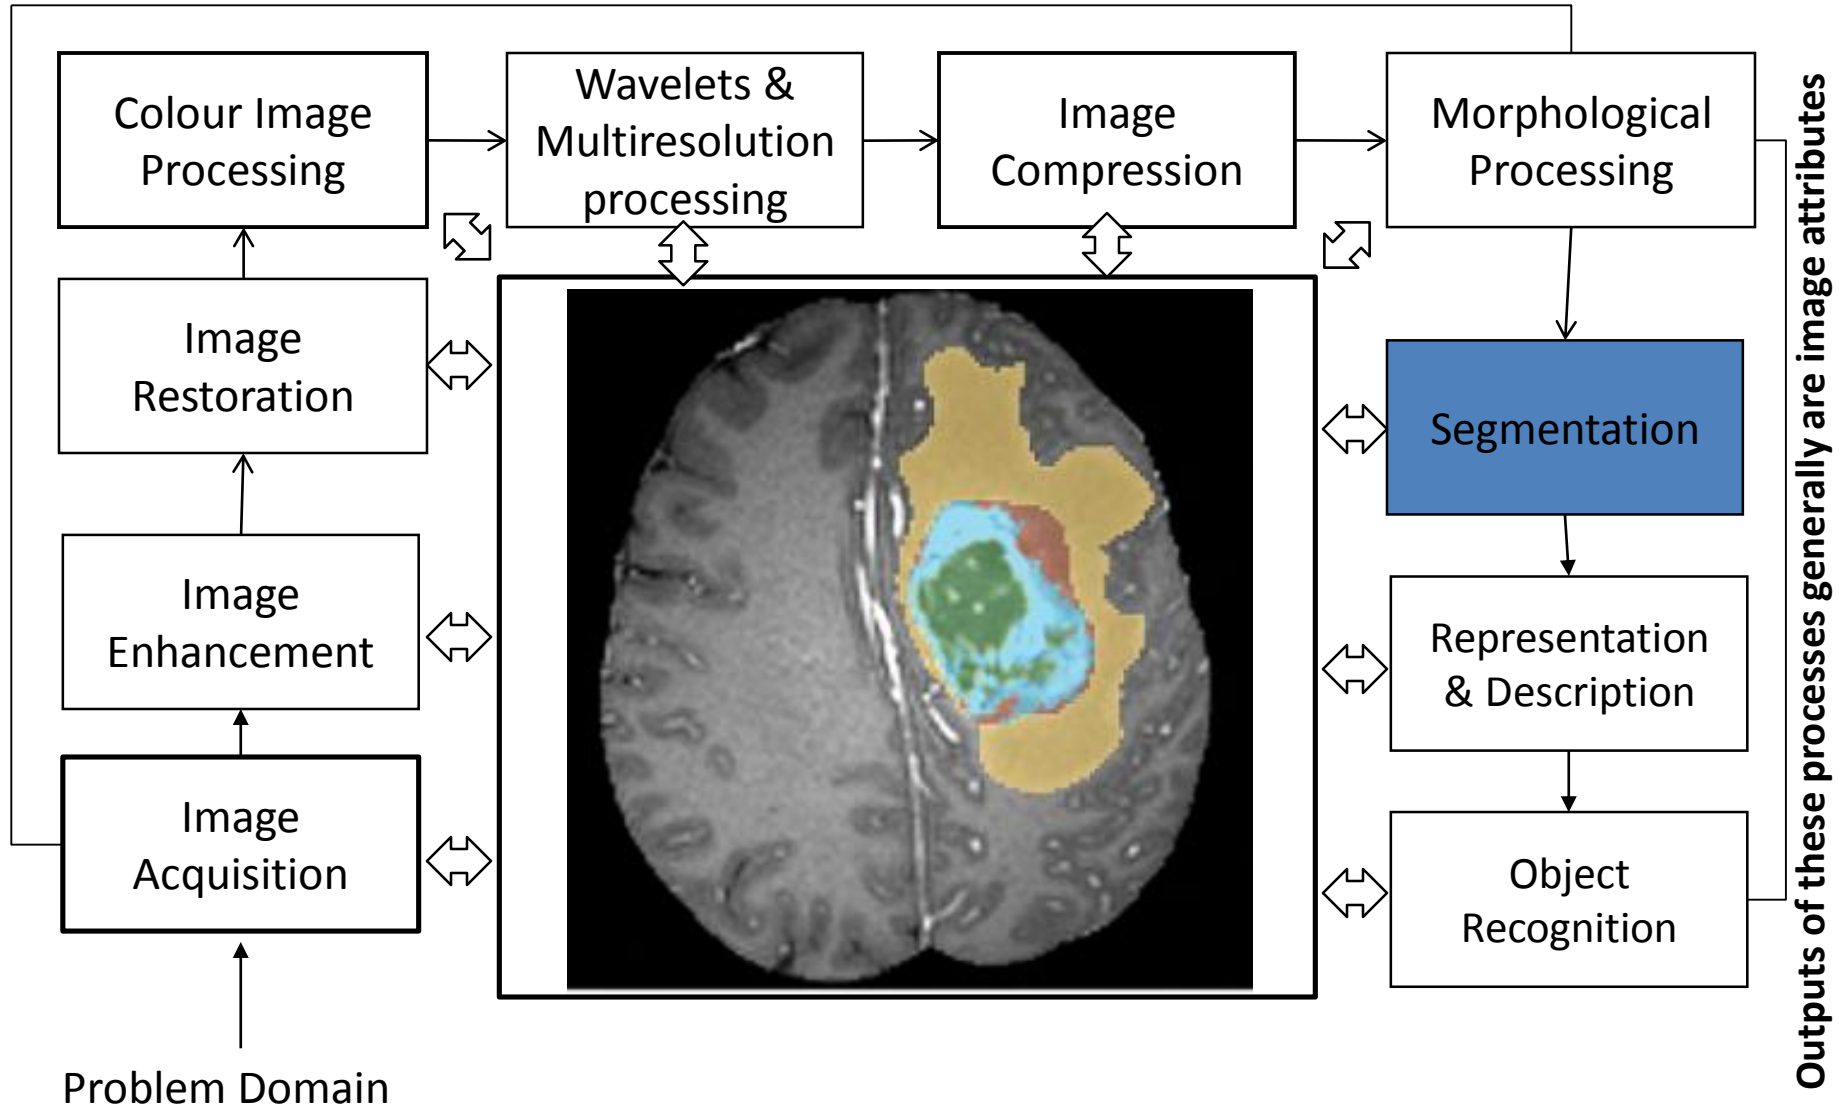 Colour Image
Processing
Wavelets &
Multiresolution
processing
Image
Compression
Morphological
Processing
Image
Restoration
Segmentation
Image
Enhancement
Representation
& Description
Image
Acquisition
Object
Recognition
Problem Domain
Outputs of these processes generally are image attributes